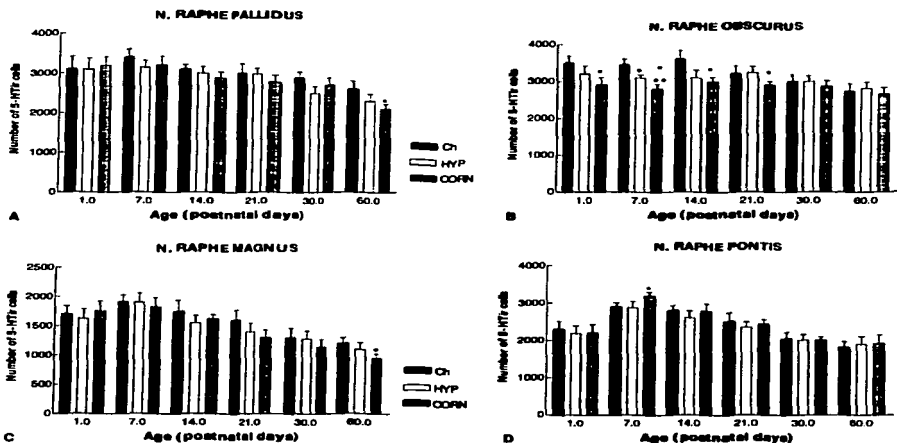 N. RAPHE PALLIDUS
Number of 5-HTir cells
4000
3000
2000
1000
0
1.0 7.0 14.0 21.0 30.0 60.0
Age (postnatal days)
A
Ch
HYP
CORN
N. RAPHE OBSCURUS
Number of 5-HTir cells
4000
3000
2000
1000
0
1.0 7.0 14.0 21.0 30.0 60.0
Age (postnatal days)
B
N. RAPHE MAGNUS
Number of 5-HTir cells
2500
2000
1500
1000
500
0
1.0 7.0 14.0 21.0 30.0 60.0
Age (postnatal days)
C
Ch
HYP
CORN
N. RAPHE PONTIS
Number of 5-HTir cells
4000
3000
2000
1000
0
1.0 7.0 14.0 21.0 30.0 60.0
Age (postnatal days)
D